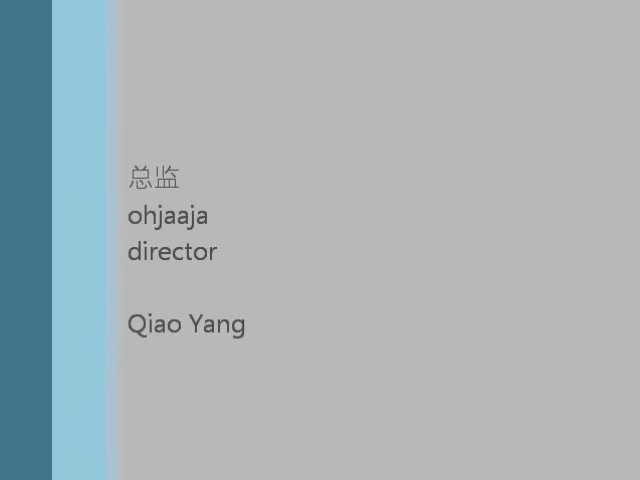 总监
ohjaaja
director
Qiao Yang